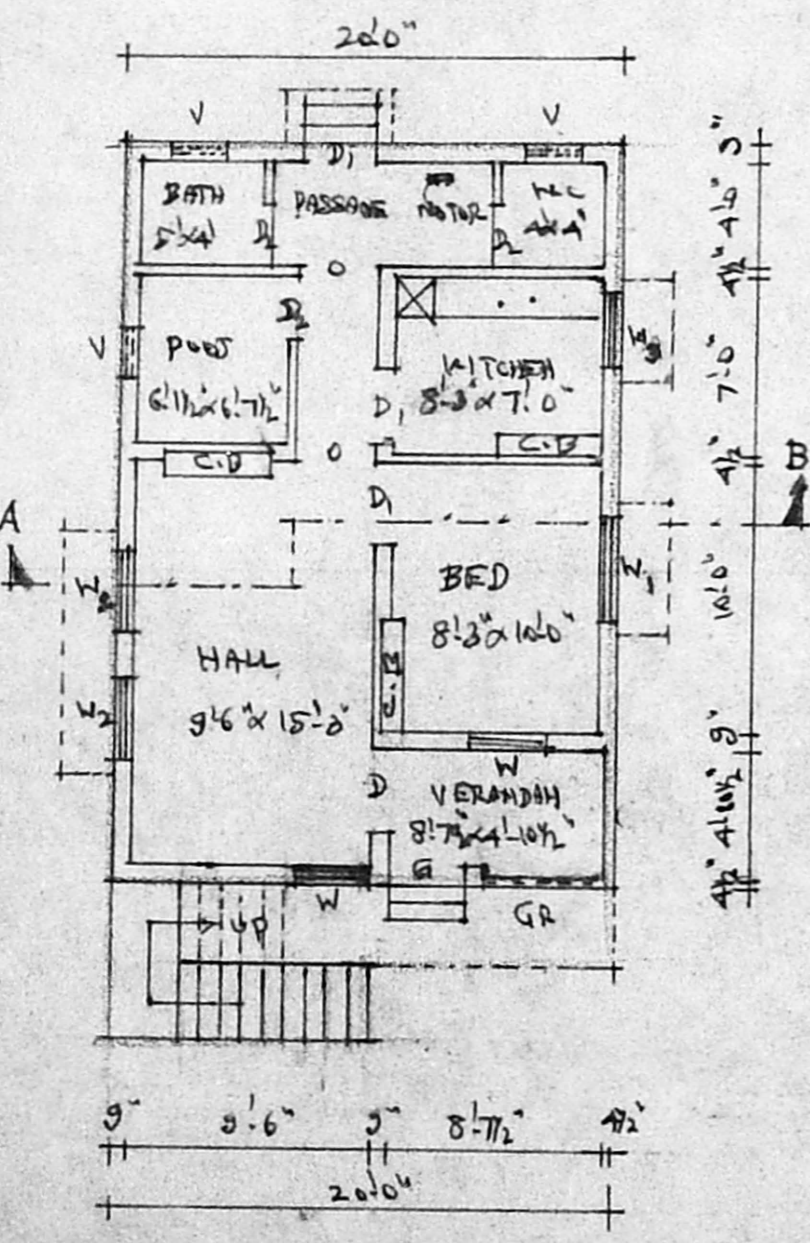 20'-0"
V
V
D1
BATH
PASSAGE
MOTOR
W.C
5'x4'
D2
D2
4'x4'
O
D2
V
POOJ
KITCHEN
W3
6'-1½"x6'-7½"
D1
8'-3"x7'-0"
C.B
C.B
O
D1
A
B
BED
W1
W2
8'-3"x10'-0"
HALL
C.B
9'-6"x15'-3"
W2
W
D
VERANDAH
8'-7½"x4'-10½"
G
W
GR
UP
9"
4'-0"
4½"
7'-0"
4½"
10'-0"
9"
4'-10½"
4½"
9"
9'-6"
9"
8'-7½"
4½"
20'-0"